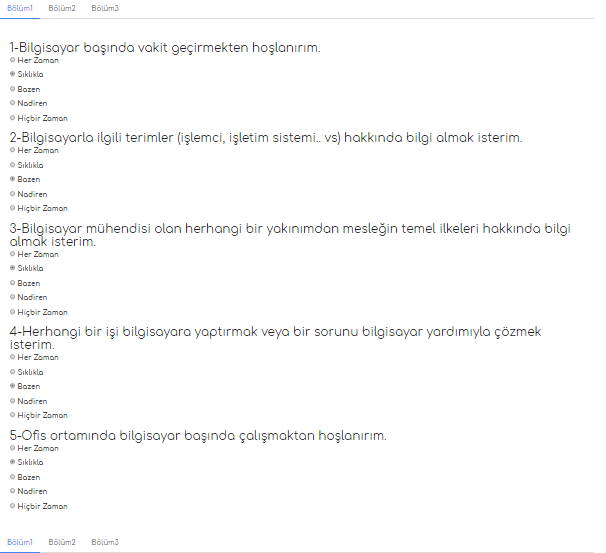 Bölüm1 Bölüm2 Bölüm3
1-Bilgisayar başında vakit geçirmekten hoşlanırım.
Her Zaman
Sıklıkla
Bazen
Nadiren
Hiçbir Zaman
2-Bilgisayarla ilgili terimler (işlemci, işletim sistemi.. vs) hakkında bilgi almak isterim.
Her Zaman
Sıklıkla
Bazen
Nadiren
Hiçbir Zaman
3-Bilgisayar mühendisi olan herhangi bir yakınımdan mesleğin temel ilkeleri hakkında bilgi
almak isterim.
Her Zaman
Sıklıkla
Bazen
Nadiren
Hiçbir Zaman
4-Herhangi bir işi bilgisayara yaptırmak veya bir sorunu bilgisayar yardımıyla çözmek
isterim.
Her Zaman
Sıklıkla
Bazen
Nadiren
Hiçbir Zaman
5-Ofis ortamında bilgisayar başında çalışmaktan hoşlanırım.
Her Zaman
Sıklıkla
Bazen
Nadiren
Hiçbir Zaman
Bölüm1 Bölüm2 Bölüm3